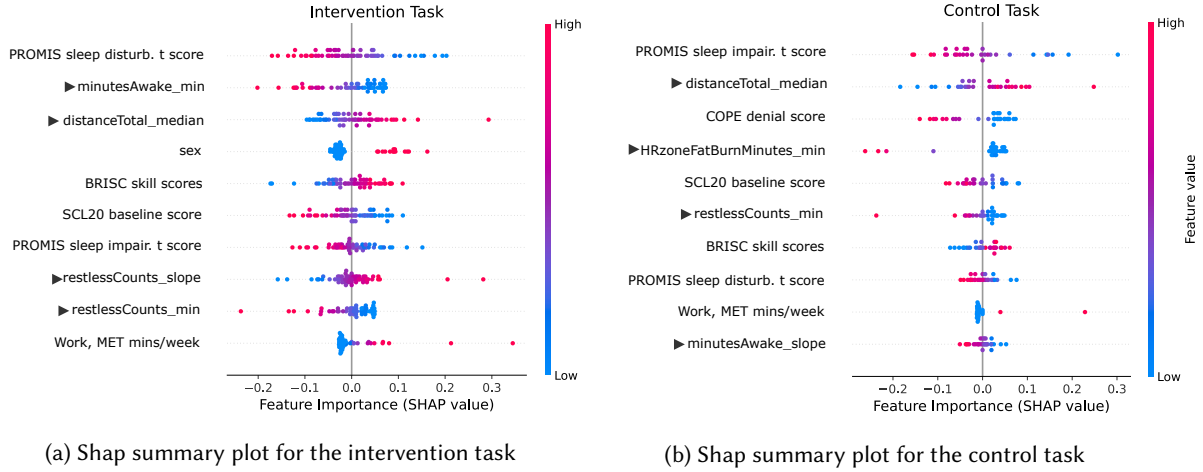 Intervention Task
High
PROMIS sleep disturb. t score
▶minutesAwake_min
▶distanceTotal_median
sex
BRISC skill scores
SCL20 baseline score
PROMIS sleep impair. t score
▶restlessCounts_slope
▶restlessCounts_min
Work, MET mins/week
Low
−0.2 −0.1 0.0 0.1 0.2 0.3
Feature Importance (SHAP value)
(a) Shap summary plot for the intervention task
Control Task
High
PROMIS sleep impair. t score
▶distanceTotal_median
COPE denial score
▶HRzoneFatBurnMinutes_min
SCL20 baseline score
▶restlessCounts_min
BRISC skill scores
PROMIS sleep disturb. t score
Work, MET mins/week
▶minutesAwake_slope
Feature value
Low
−0.2 −0.1 0.0 0.1 0.2 0.3
Feature Importance (SHAP value)
(b) Shap summary plot for the control task